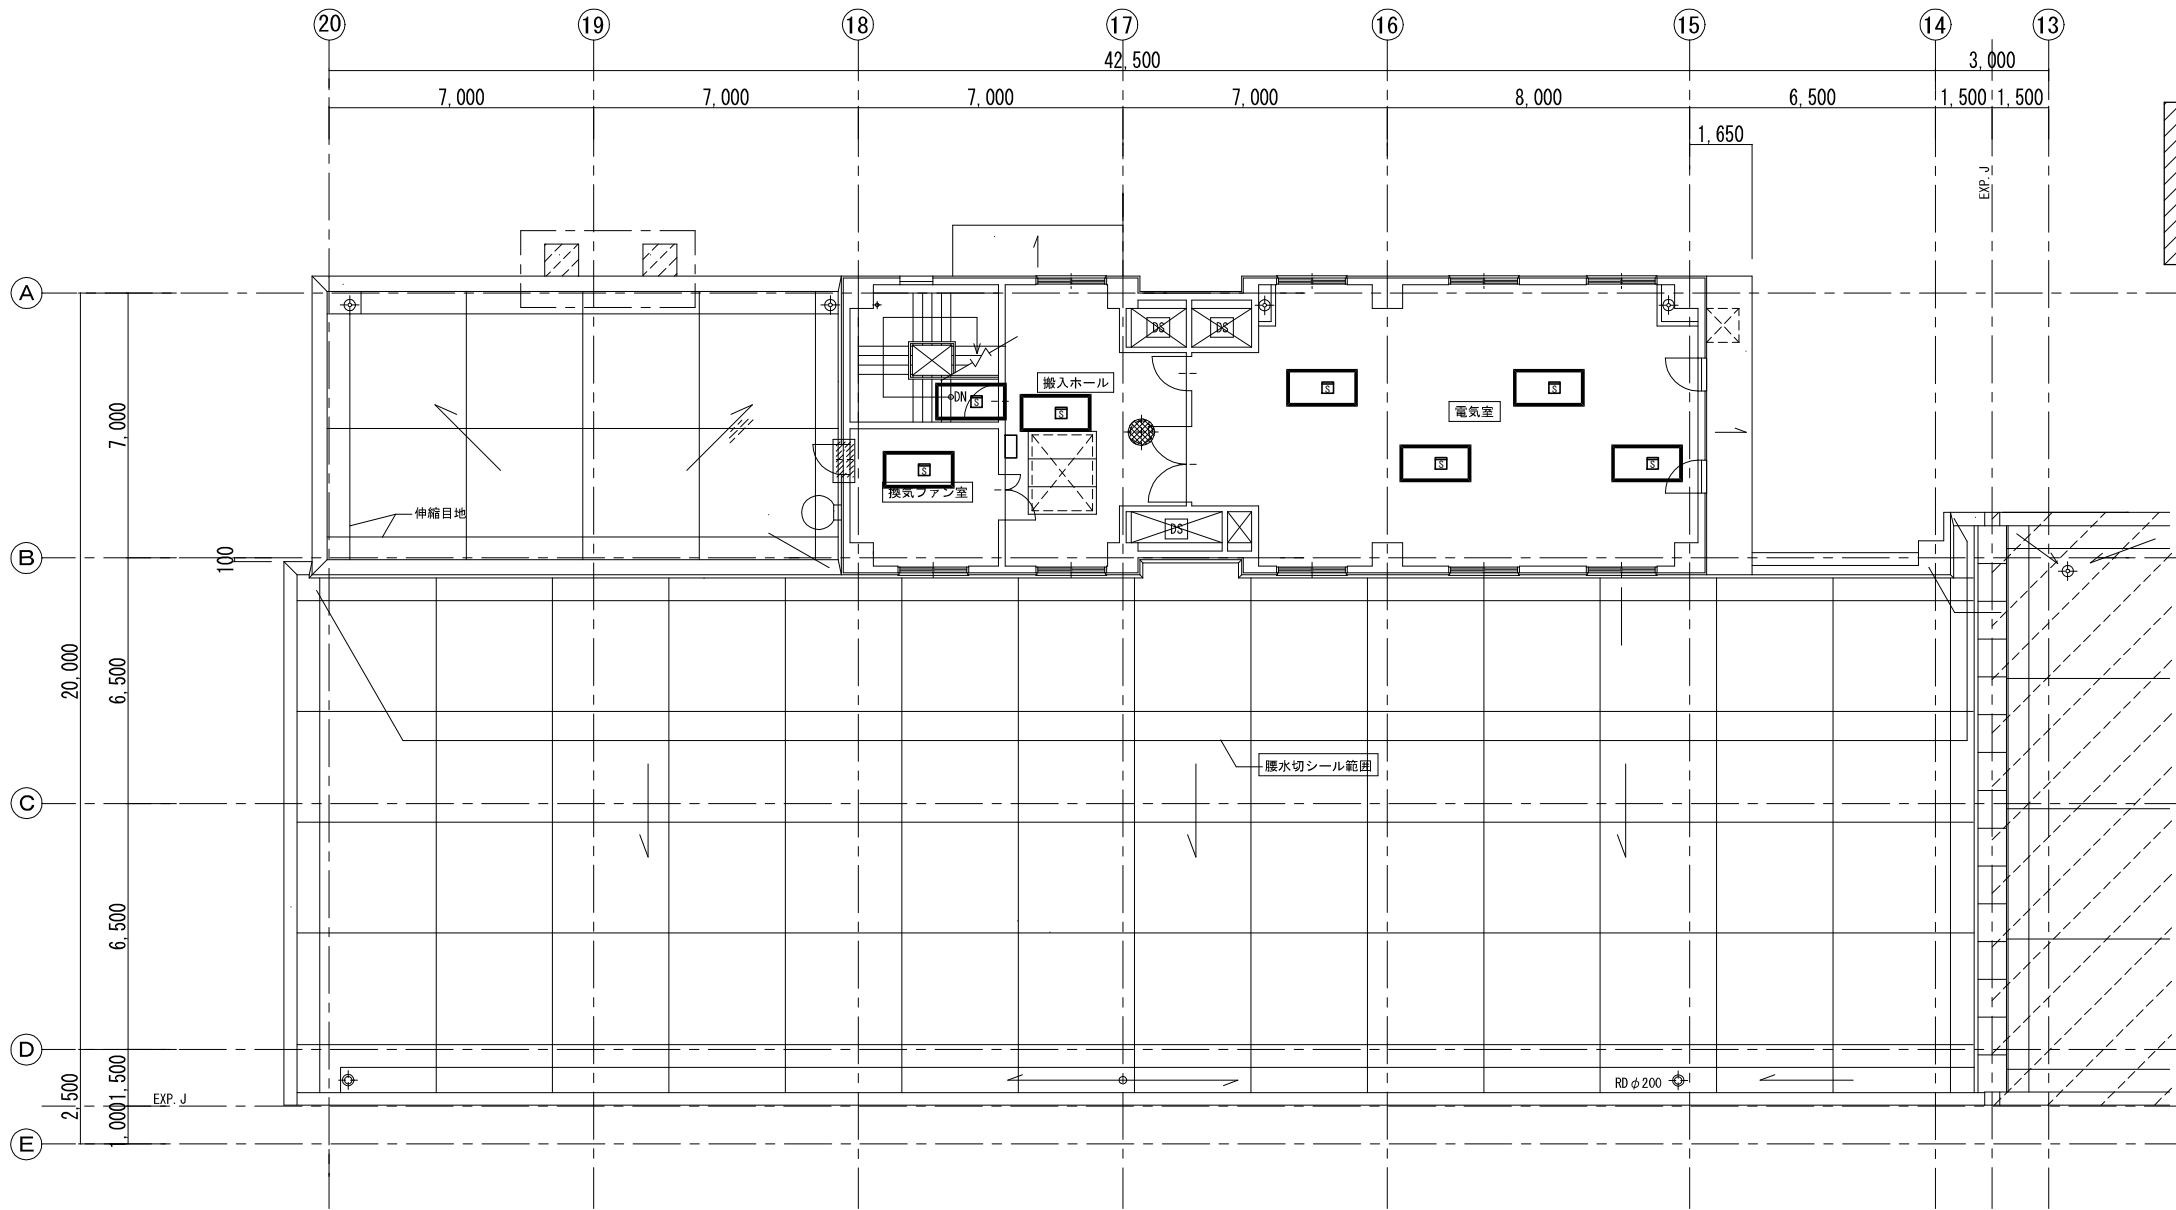 20 19 18 17 16 15 14 13
42,500 3,000
7,000 7,000 7,000 7,000 8,000 6,500 1,500 1,500
1,650
EXP.J
A
DS DS
搬入ホール
DN S S S S
電気室
7,000
S S S
換気ファン室
伸縮目地
DS
B
100
20,000
6,500
腰水切シール範囲
C
6,500
D
RDφ200
2,500
1,500
EXP.J
1,000
E